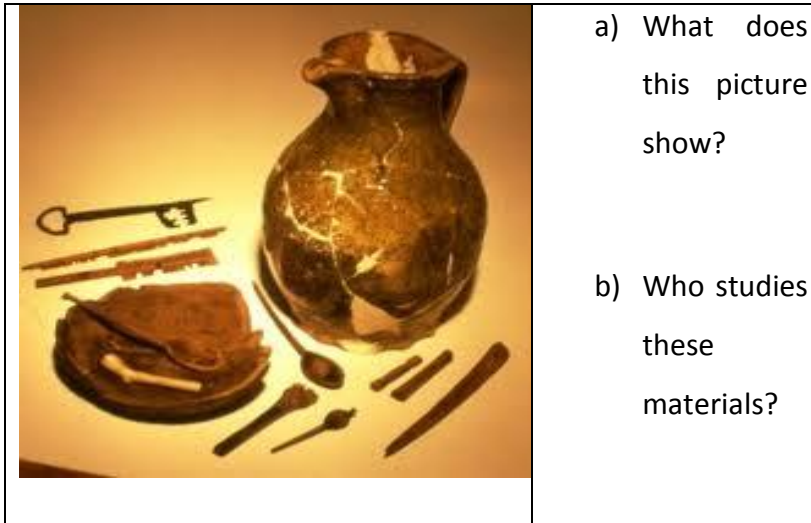 a) What does
this picture
show?
b) Who studies
these
materials?